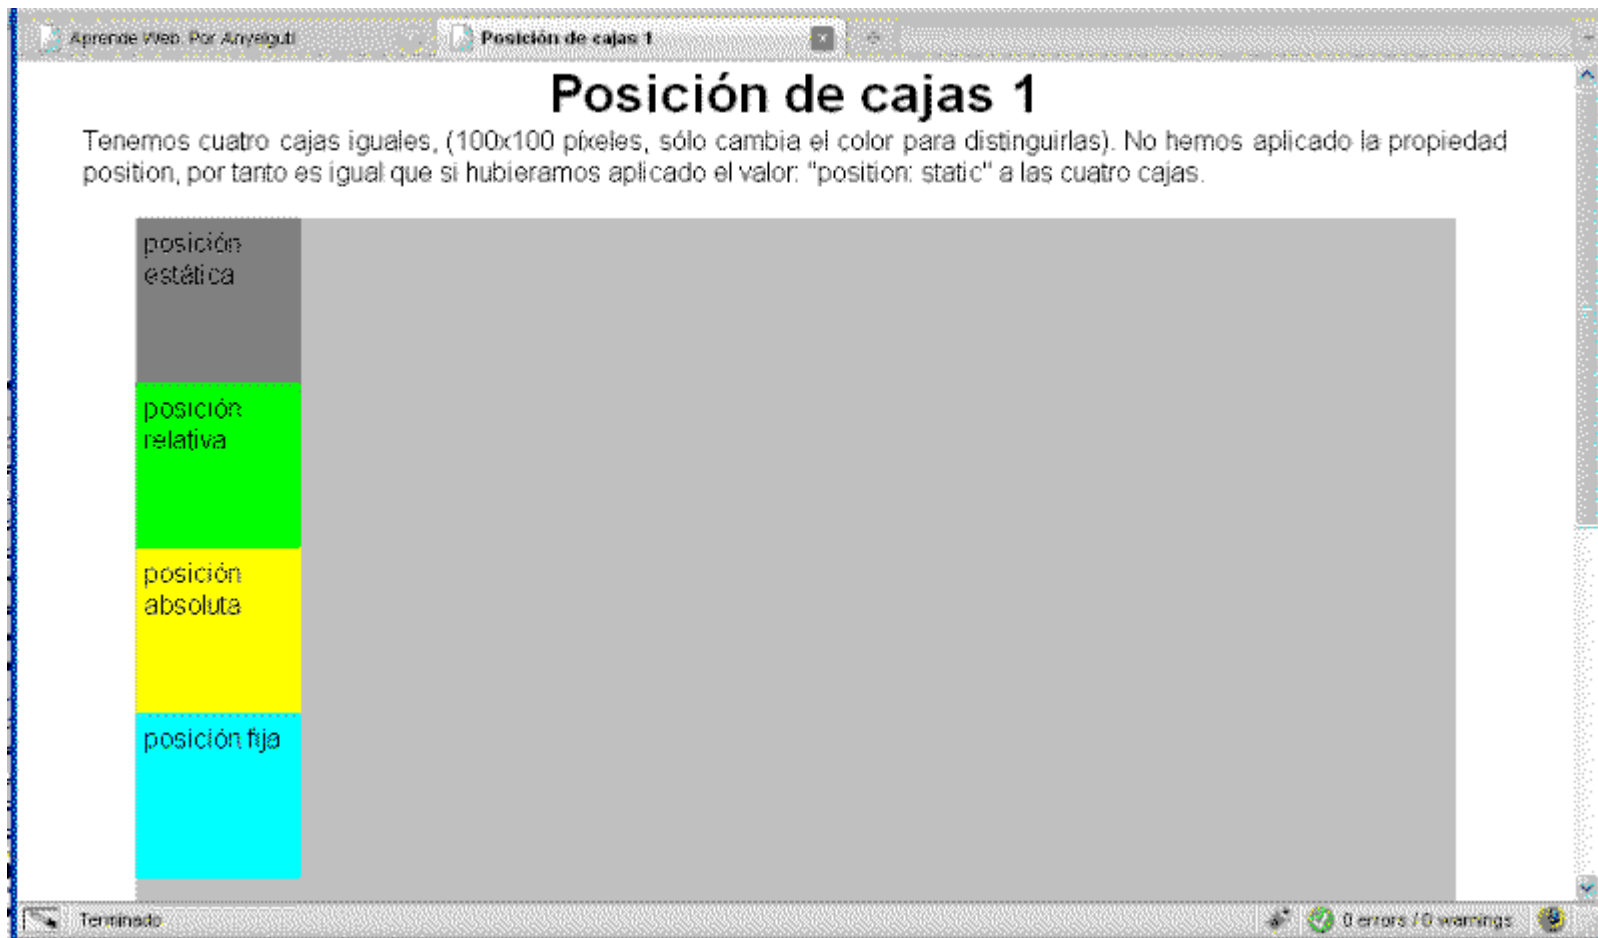 Aprende Web. Por Anyelguti
Posición de cajas 1
Posición de cajas 1
Tenemos cuatro cajas iguales, (100x100 píxeles, sólo cambia el color para distinguirlas). No hemos aplicado la propiedad
position, por tanto es igual que si hubieramos aplicado el valor: "position: static" a las cuatro cajas.
posición
estática
posición
relativa
posición
absoluta
posición fija
Terminado
0 errors / 0 warnings